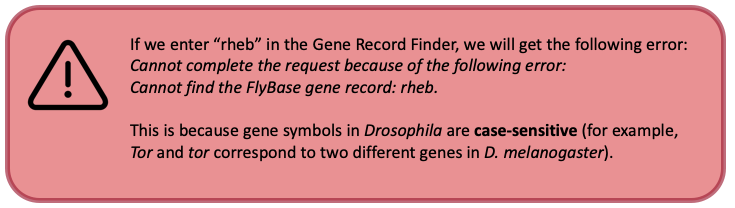 If we enter “rheb” in the Gene Record Finder, we will get the following error:
Cannot complete the request because of the following error:
Cannot find the FlyBase gene record: rheb.
This is because gene symbols in Drosophila are case-sensitive (for example,
Tor and tor correspond to two different genes in D. melanogaster).